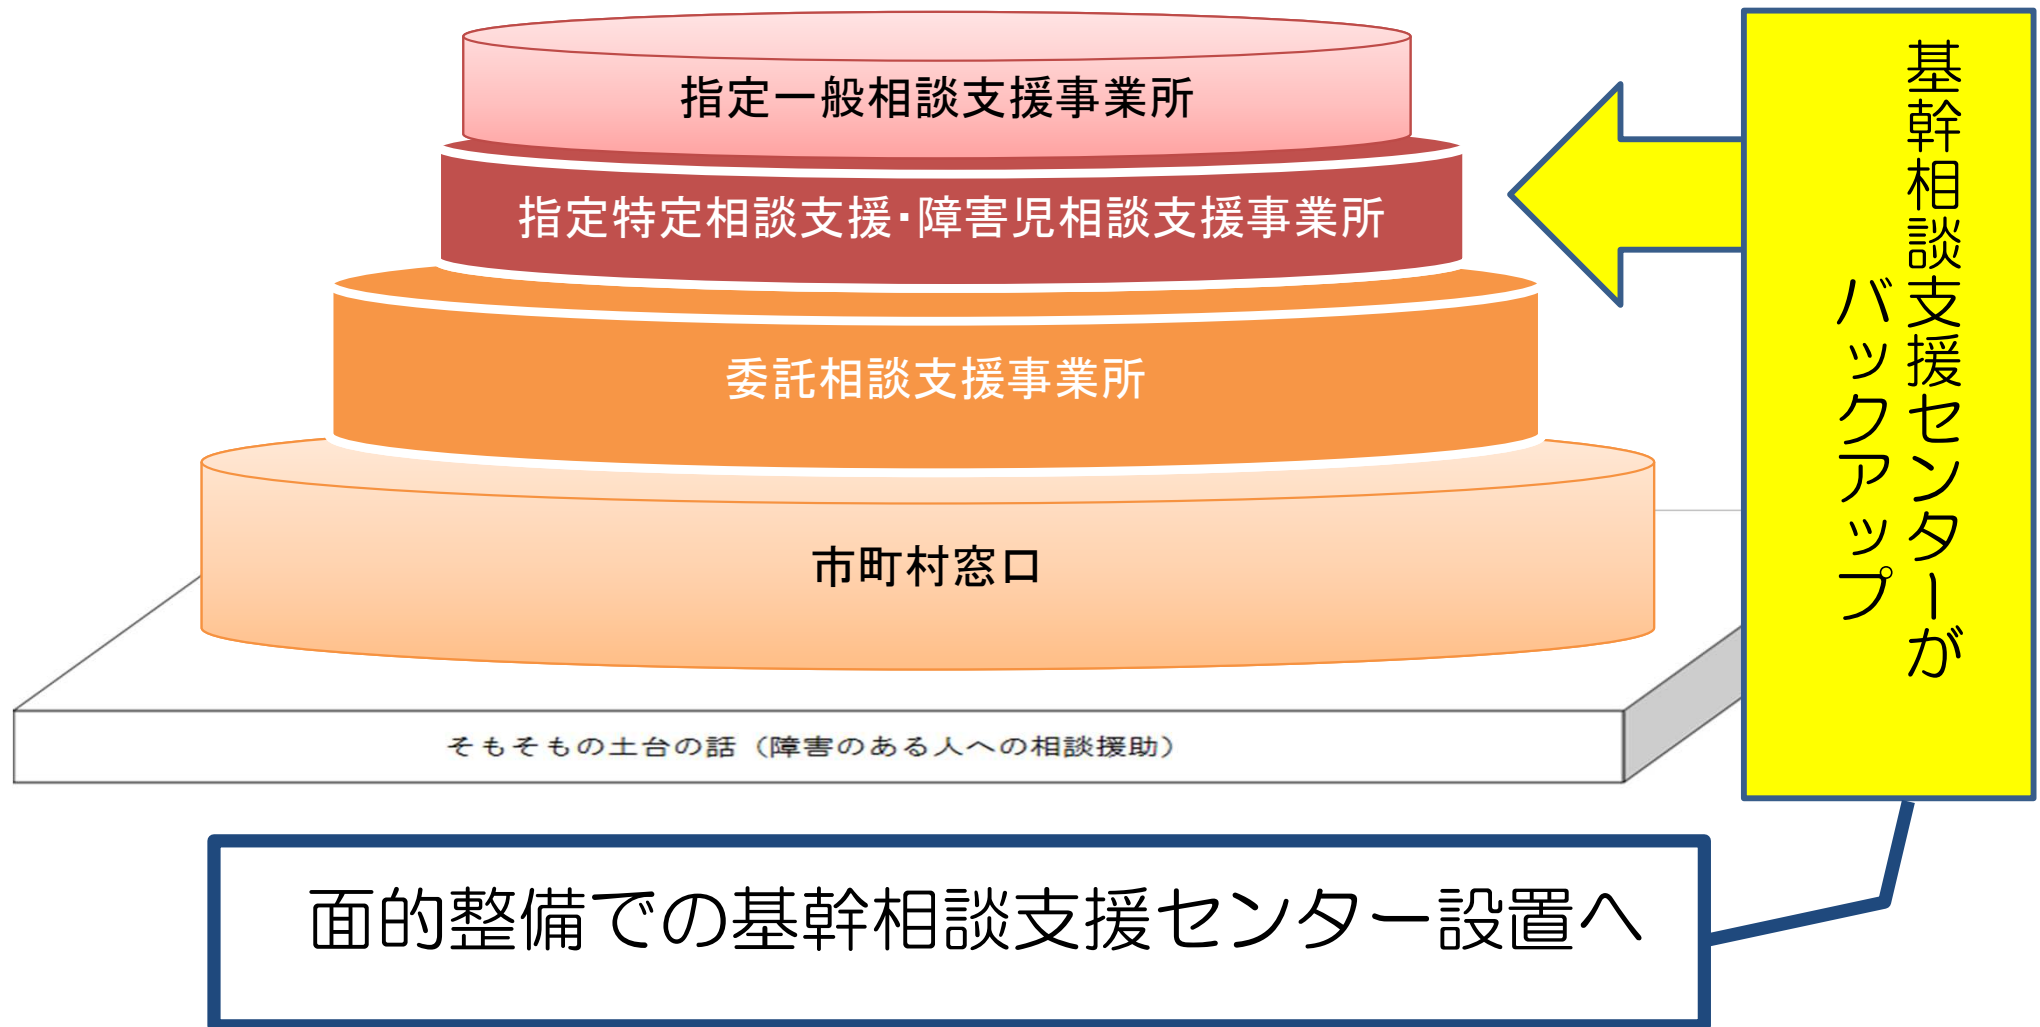 指定一般相談支援事業所
指定特定相談支援・障害児相談支援事業所
委託相談支援事業所
市町村窓口
そもそもの土台の話（障害のある人への相談援助）
基幹相談支援センターが
バックアップ
面的整備での基幹相談支援センター設置へ